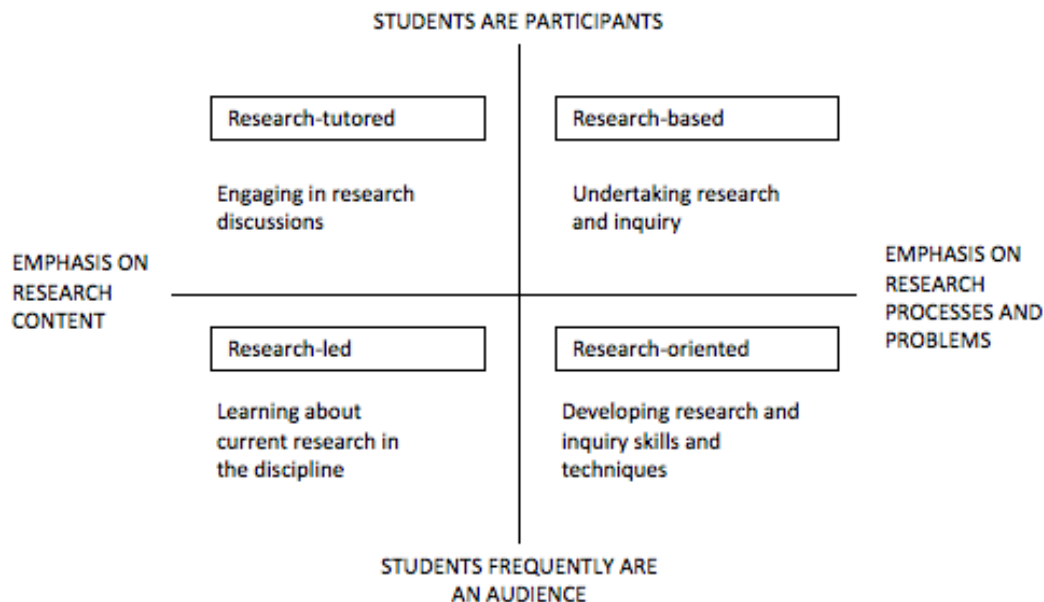 STUDENTS ARE PARTICIPANTS
Research-tutored
Engaging in research
discussions
Research-based
Undertaking research
and inquiry
EMPHASIS ON
RESEARCH
CONTENT
EMPHASIS ON
RESEARCH
PROCESSES AND
PROBLEMS
Research-led
Learning about
current research in
the discipline
Research-oriented
Developing research and
inquiry skills and
techniques
STUDENTS FREQUENTLY ARE
AN AUDIENCE